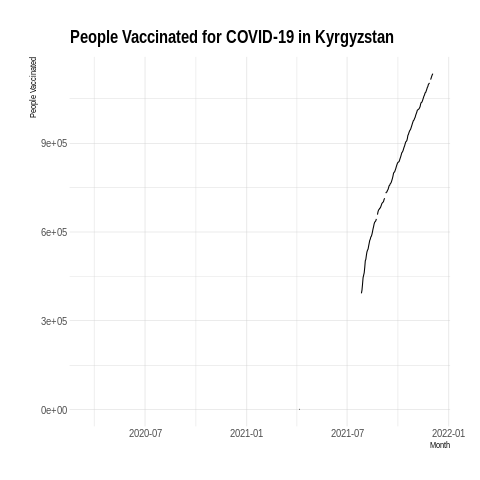 People Vaccinated for COVID-19 in Kyrgyzstan
People Vaccinated
9e+05
6e+05
3e+05
0e+00
2020-07 2021-01 2021-07 2022-01
Month